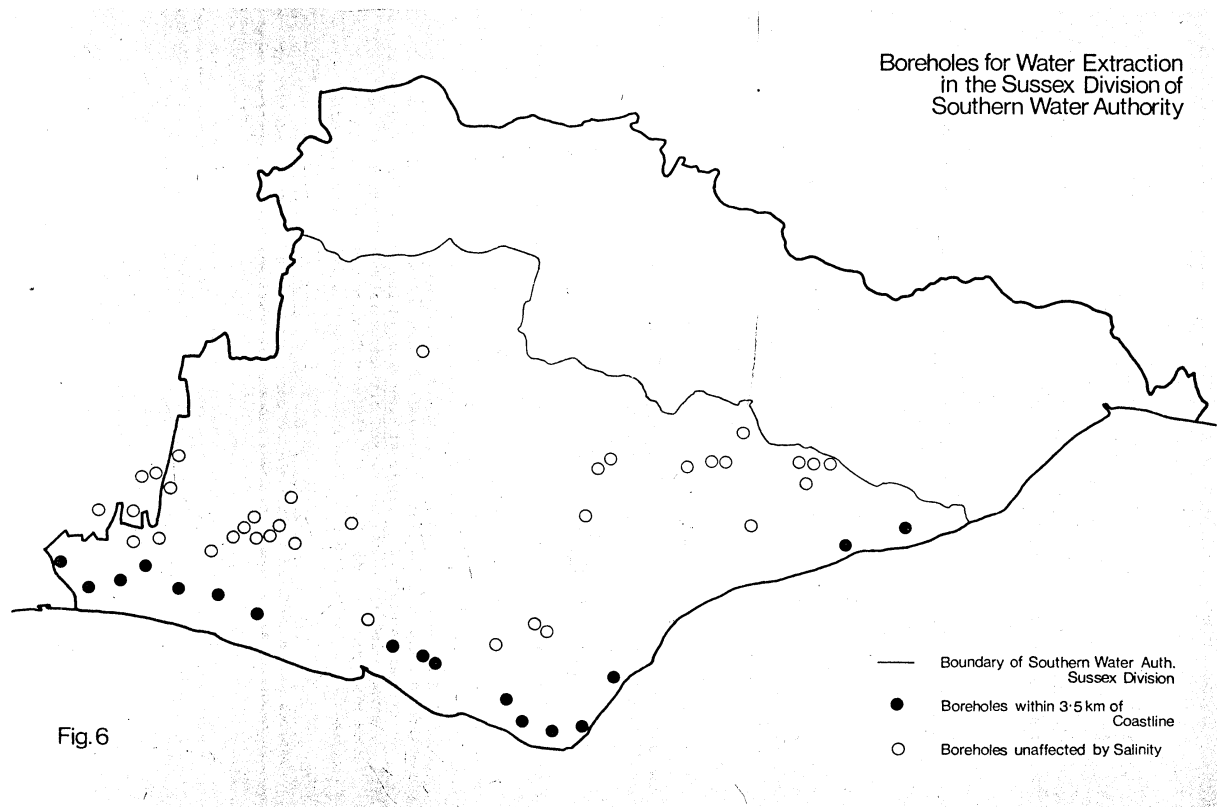 Boreholes for Water Extraction
in the Sussex Division of
Southern Water Authority
Boundary of Southern Water Auth.
Sussex Division
Boreholes within 3·5 km of
Coastline
Boreholes unaffected by Salinity
Fig. 6